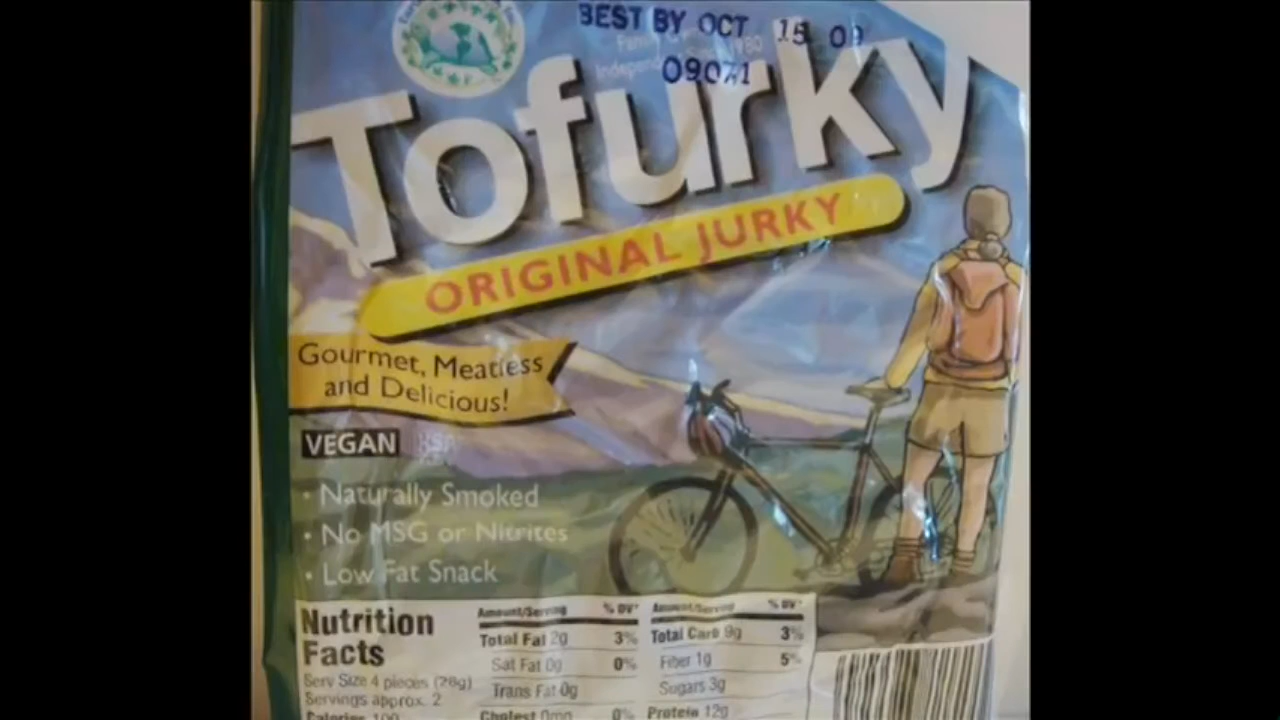 BEST BY OCT 15 09
09071
Tofurky
ORIGINAL JURKY
Gourmet, Meatless
and Delicious!
VEGAN
• Naturally Smoked
• No MSG or Nitrites
• Low Fat Snack
Nutrition
Facts
Serv Size 4 pieces (28g)
Servings approx. 2
Calories 100
Amount/Serving % DV*
Total Fat 2g 3%
Sat Fat 0g 0%
Trans Fat 0g
Cholest 0mg 0%
Amount/Serving % DV*
Total Carb 9g 3%
Fiber 1g 5%
Sugars 3g
Protein 12g